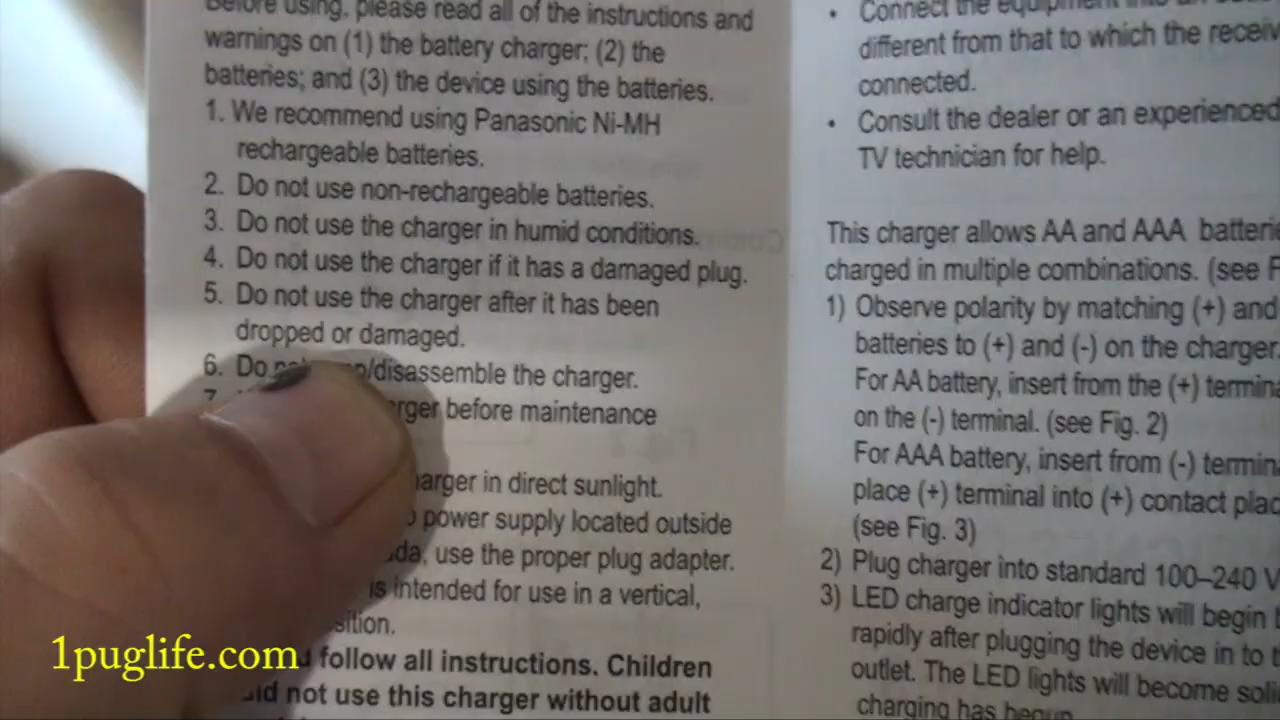 Before using, please read all of the instructions and
warnings on (1) the battery charger; (2) the
batteries; and (3) the device using the batteries.
1. We recommend using Panasonic Ni-MH
rechargeable batteries.
2. Do not use non-rechargeable batteries.
3. Do not use the charger in humid conditions.
4. Do not use the charger if it has a damaged plug.
5. Do not use the charger after it has been
dropped or damaged.
6. Do /disassemble the charger.
7. before maintenance
in direct sunlight.
power supply located outside
use the proper plug adapter.
is intended for use in a vertical,
follow all instructions. Children
not use this charger without adult
• Connect the equipment into an
different from that to which the
connected.
• Consult the dealer or an experienced
TV technician for help.
This charger allows AA and AAA
charged in multiple combinations. (see
1) Observe polarity by matching (+) and
batteries to (+) and (-) on the charger.
For AA battery, insert from the (+)
on the (-) terminal. (see Fig. 2)
For AAA battery, insert from (-)
place (+) terminal into (+) contact
(see Fig. 3)
2) Plug charger into standard 100–240 V
3) LED charge indicator lights will begin
rapidly after plugging the device in to
outlet. The LED lights will become
charging has begun.
1puglife.com